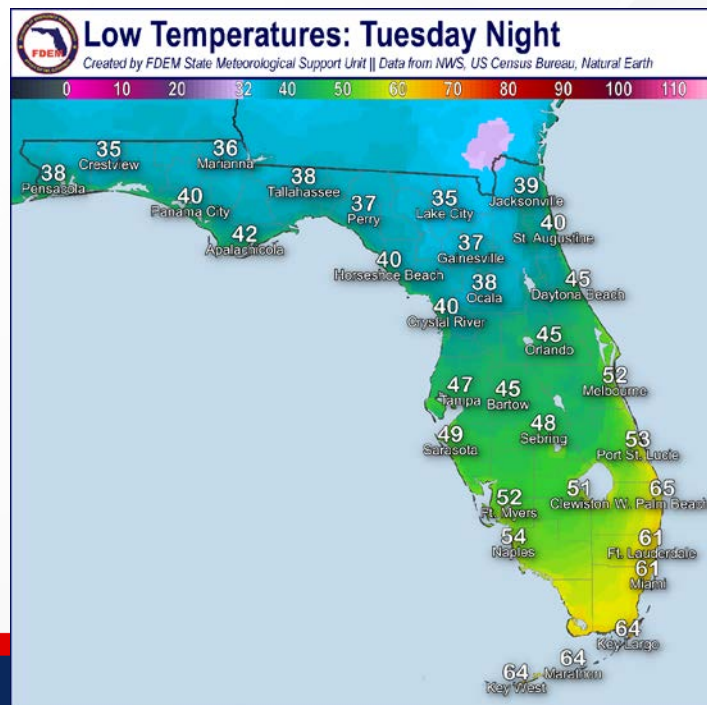 FDEM
Low Temperatures: Tuesday Night
Created by FDEM State Meteorological Support Unit || Data from NWS, US Census Bureau, Natural Earth
0 10 20 32 40 50 60 70 80 90 100 110
35
Crestview
36
Marianna
38
Pensacola
38
Tallahassee
40
Panama City
37
Perry
35
Lake City
39
Jacksonville
42
Apalachicola
40
St. Augustine
37
Gainesville
40
Horseshoe Beach
38
Ocala
45
Daytona Beach
40
Crystal River
45
Orlando
52
Melbourne
47
Tampa
45
Bartow
48
Sebring
49
Sarasota
53
Port St. Lucie
51
Clewiston
65
W. Palm Beach
52
Ft. Myers
54
Naples
61
Ft. Lauderdale
61
Miami
64
Key Largo
64
Marathon
64
Key West